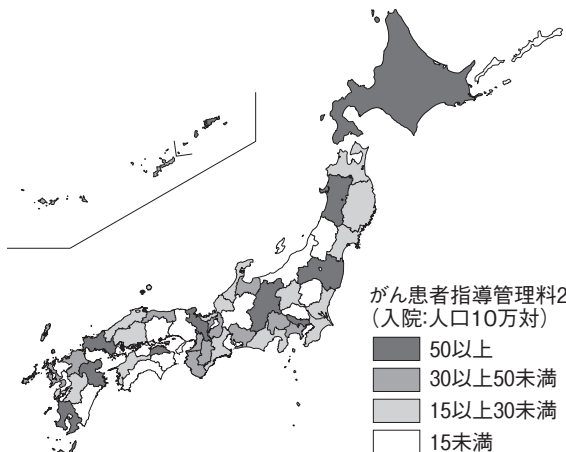 がん患者指導管理料2
(入院:人口10万対)
50以上
30以上50未満
15以上30未満
15未満